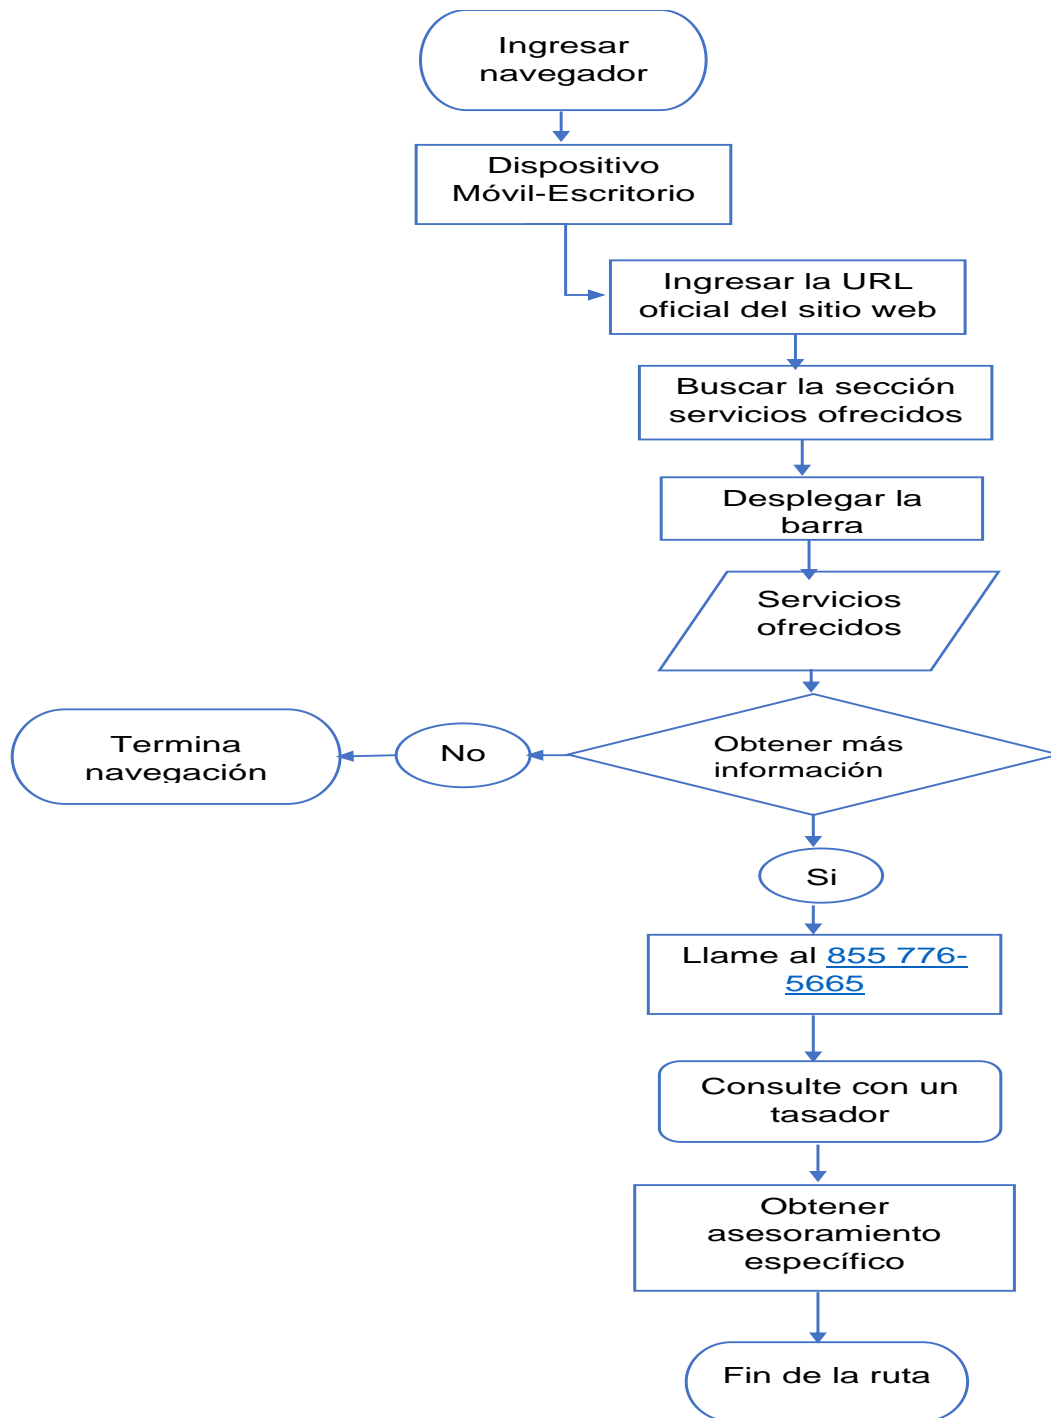 Ingresar
navegador
Dispositivo
Móvil-Escritorio
Ingresar la URL
oficial del sitio web
Buscar la sección
servicios ofrecidos
Desplegar la
barra
Servicios
ofrecidos
Obtener más
información
No
Termina
navegación
Si
Llame al 855 776-
5665
Consulte con un
tasador
Obtener
asesoramiento
específico
Fin de la ruta